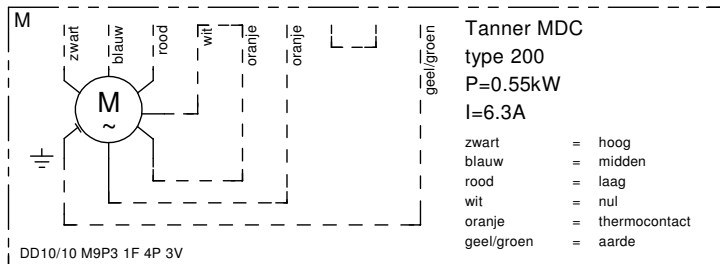 M
zwart
blauw
rood
wit
oranje
oranje
geel/groen
M
~
Tanner MDC
type 200
P=0.55kW
I=6.3A
zwart = hoog
blauw = midden
rood = laag
wit = nul
oranje = thermocontact
geel/groen = aarde
DD10/10 M9P3 1F 4P 3V